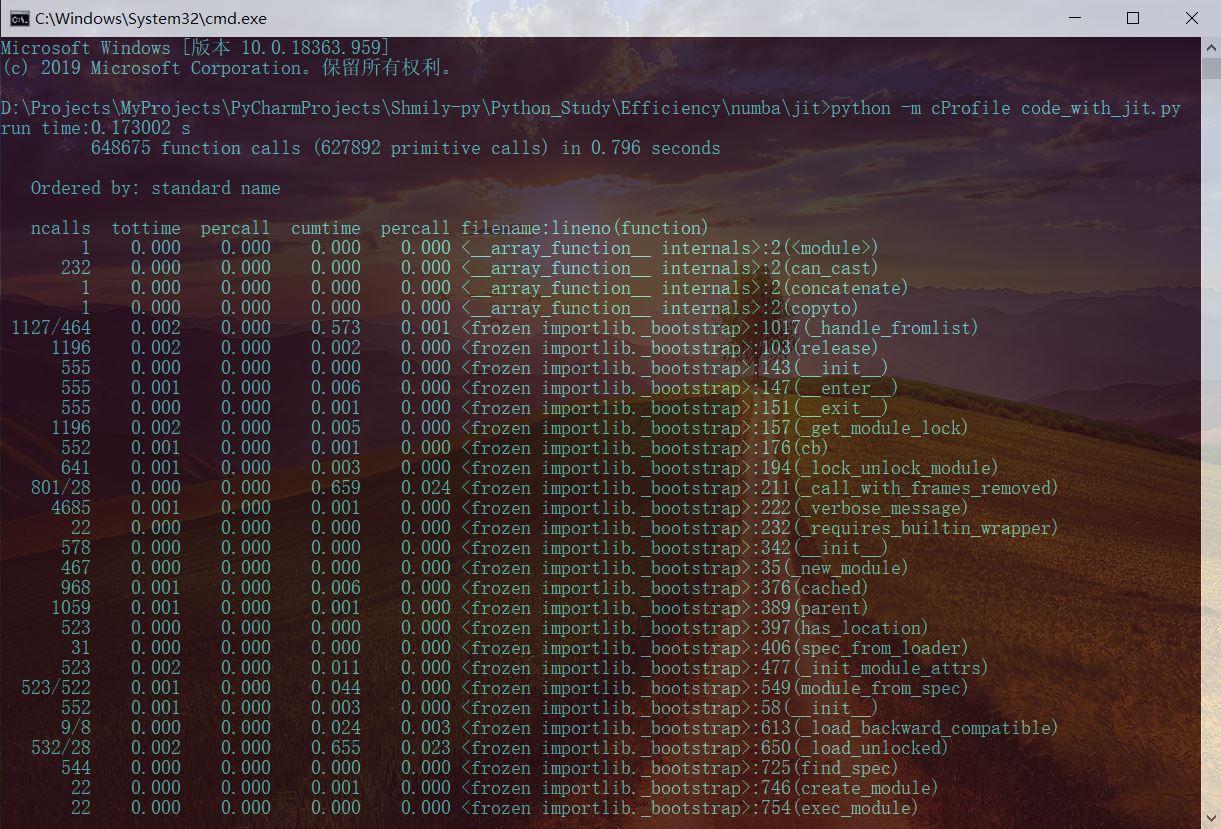 C:\Windows\System32\cmd.exe
Microsoft Windows [版本 10.0.18363.959]
(c) 2019 Microsoft Corporation。保留所有权利。
D:\Projects\MyProjects\PyCharmProjects\Shmily-py\Python_Study\Efficiency\numba\jit>python -m cProfile code_with_jit.py
run time:0.173002 s
648675 function calls (627892 primitive calls) in 0.796 seconds
Ordered by: standard name
ncalls tottime percall cumtime percall filename:lineno(function)
1 0.000 0.000 0.000 0.000 <__array_function__ internals>:2(<module>)
232 0.000 0.000 0.000 0.000 <__array_function__ internals>:2(can_cast)
1 0.000 0.000 0.000 0.000 <__array_function__ internals>:2(concatenate)
1 0.000 0.000 0.000 0.000 <__array_function__ internals>:2(copyto)
1127/464 0.002 0.000 0.573 0.001 <frozen importlib._bootstrap>:1017(_handle_fromlist)
1196 0.002 0.000 0.002 0.000 <frozen importlib._bootstrap>:103(release)
555 0.000 0.000 0.000 0.000 <frozen importlib._bootstrap>:143(__init__)
555 0.001 0.000 0.006 0.000 <frozen importlib._bootstrap>:147(__enter__)
555 0.000 0.000 0.001 0.000 <frozen importlib._bootstrap>:151(__exit__)
1196 0.002 0.000 0.005 0.000 <frozen importlib._bootstrap>:157(_get_module_lock)
552 0.001 0.000 0.001 0.000 <frozen importlib._bootstrap>:176(cb)
641 0.001 0.000 0.003 0.000 <frozen importlib._bootstrap>:194(_lock_unlock_module)
801/28 0.000 0.000 0.659 0.024 <frozen importlib._bootstrap>:211(_call_with_frames_removed)
4685 0.001 0.000 0.001 0.000 <frozen importlib._bootstrap>:222(_verbose_message)
22 0.000 0.000 0.000 0.000 <frozen importlib._bootstrap>:232(_requires_builtin_wrapper)
578 0.000 0.000 0.000 0.000 <frozen importlib._bootstrap>:342(__init__)
467 0.000 0.000 0.000 0.000 <frozen importlib._bootstrap>:35(_new_module)
968 0.001 0.000 0.006 0.000 <frozen importlib._bootstrap>:376(cached)
1059 0.001 0.000 0.001 0.000 <frozen importlib._bootstrap>:389(parent)
523 0.000 0.000 0.000 0.000 <frozen importlib._bootstrap>:397(has_location)
31 0.000 0.000 0.000 0.000 <frozen importlib._bootstrap>:406(spec_from_loader)
523 0.002 0.000 0.011 0.000 <frozen importlib._bootstrap>:477(_init_module_attrs)
523/522 0.001 0.000 0.044 0.000 <frozen importlib._bootstrap>:549(module_from_spec)
552 0.001 0.000 0.003 0.000 <frozen importlib._bootstrap>:58(__init__)
9/8 0.000 0.000 0.024 0.003 <frozen importlib._bootstrap>:613(_load_backward_compatible)
532/28 0.002 0.000 0.655 0.023 <frozen importlib._bootstrap>:650(_load_unlocked)
544 0.000 0.000 0.000 0.000 <frozen importlib._bootstrap>:725(find_spec)
22 0.000 0.000 0.001 0.000 <frozen importlib._bootstrap>:746(create_module)
22 0.000 0.000 0.000 0.000 <frozen importlib._bootstrap>:754(exec_module)